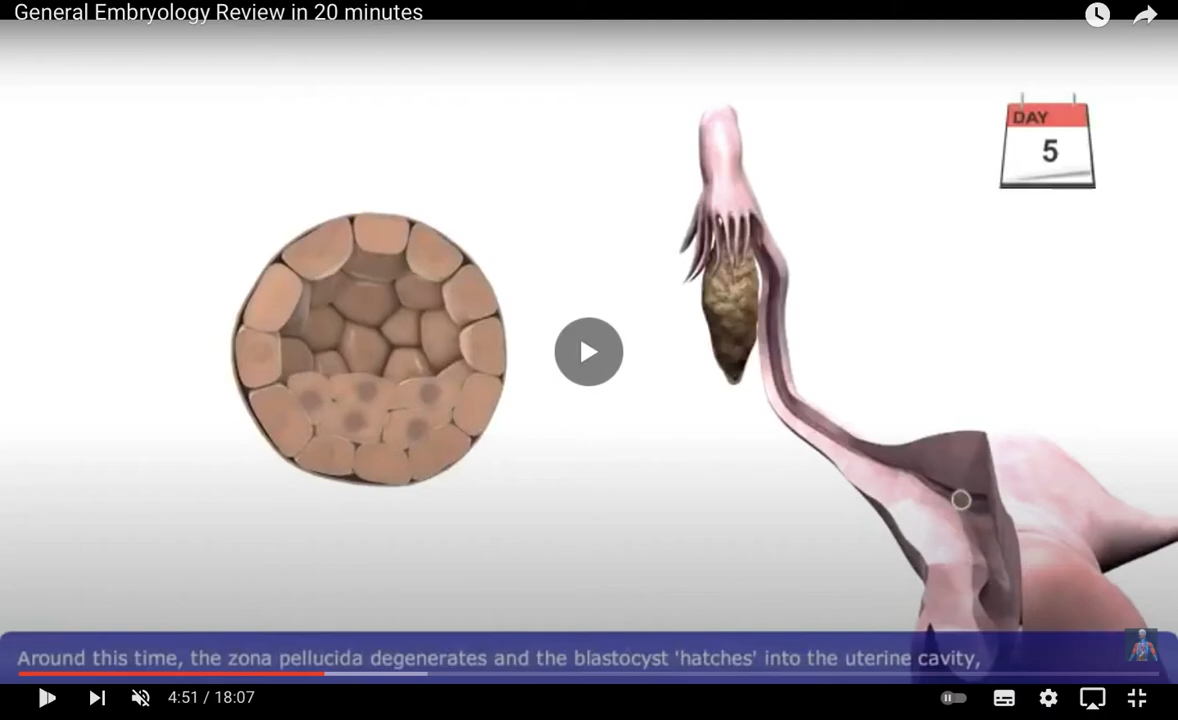 General Embryology Review in 20 minutes
DAY
5
Around this time, the zona pellucida degenerates and the blastocyst 'hatches' into the uterine cavity,
4:51 / 18:07